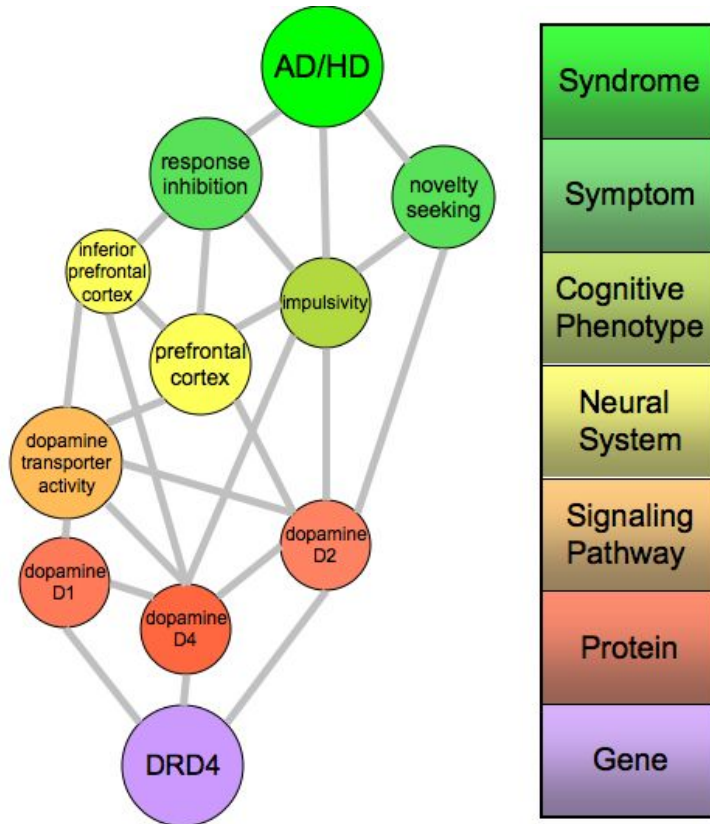 AD/HD
response
inhibition
novelty
seeking
inferior
prefrontal
cortex
impulsivity
prefrontal
cortex
dopamine
transporter
activity
dopamine
D2
dopamine
D1
dopamine
D4
DRD4
Syndrome
Symptom
Cognitive
Phenotype
Neural
System
Signaling
Pathway
Protein
Gene